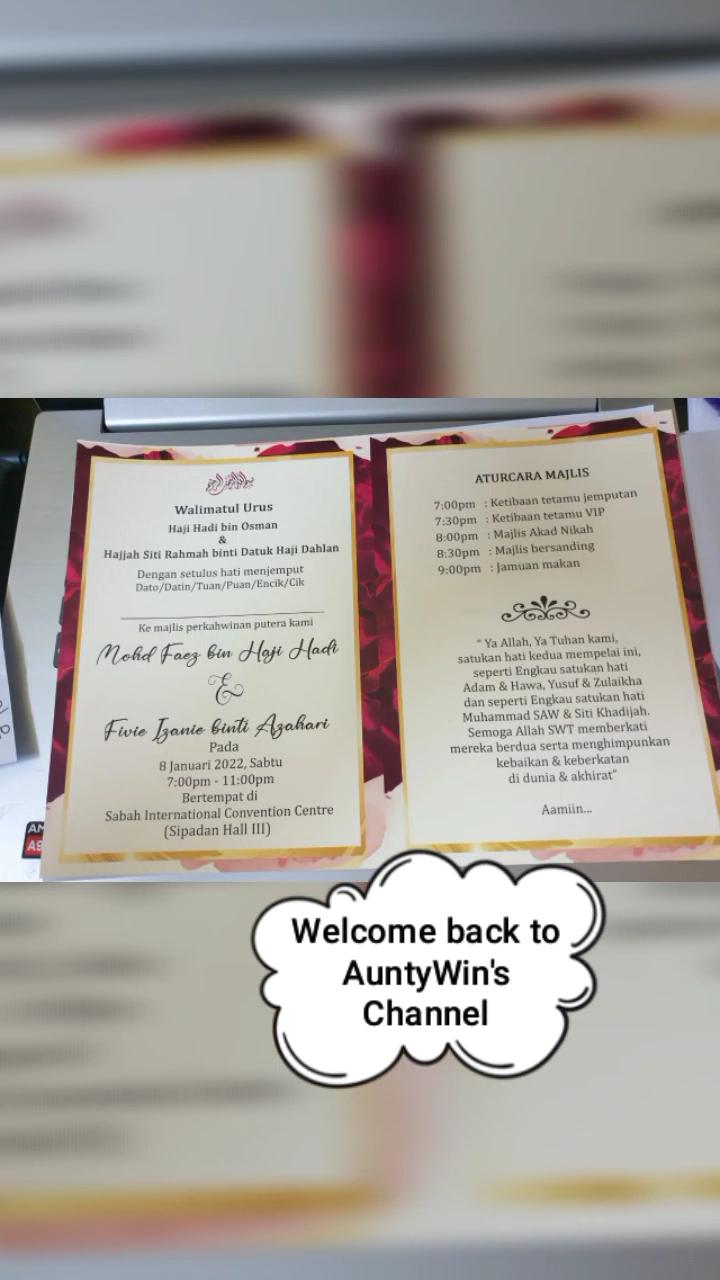 Walimatul Urus
Haji Hadi bin Osman
&
Hajjah Siti Rahmah binti Datuk Haji Dahlan
Dengan setulus hati menjemput
Dato/Datin/Tuan/Puan/Encik/Cik
Ke majlis perkahwinan putera kami
Mohd Faez bin Haji Hadi
&
Fivie Izanie binti Azahari
Pada
8 Januari 2022, Sabtu
7:00pm - 11:00pm
Bertempat di
Sabah International Convention Centre
(Sipadan Hall III)
ATURCARA MAJLIS
7:00pm : Ketibaan tetamu jemputan
7:30pm : Ketibaan tetamu VIP
8:00pm : Majlis Akad Nikah
8:30pm : Majlis bersanding
9:00pm : Jamuan makan
" Ya Allah, Ya Tuhan kami,
satukan hati kedua mempelai ini,
seperti Engkau satukan hati
Adam & Hawa, Yusuf & Zulaikha
dan seperti Engkau satukan hati
Muhammad SAW & Siti Khadijah.
Semoga Allah SWT memberkati
mereka berdua serta menghimpunkan
kebaikan & keberkatan
di dunia & akhirat"
Aamiin...
Welcome back to
AuntyWin's
Channel